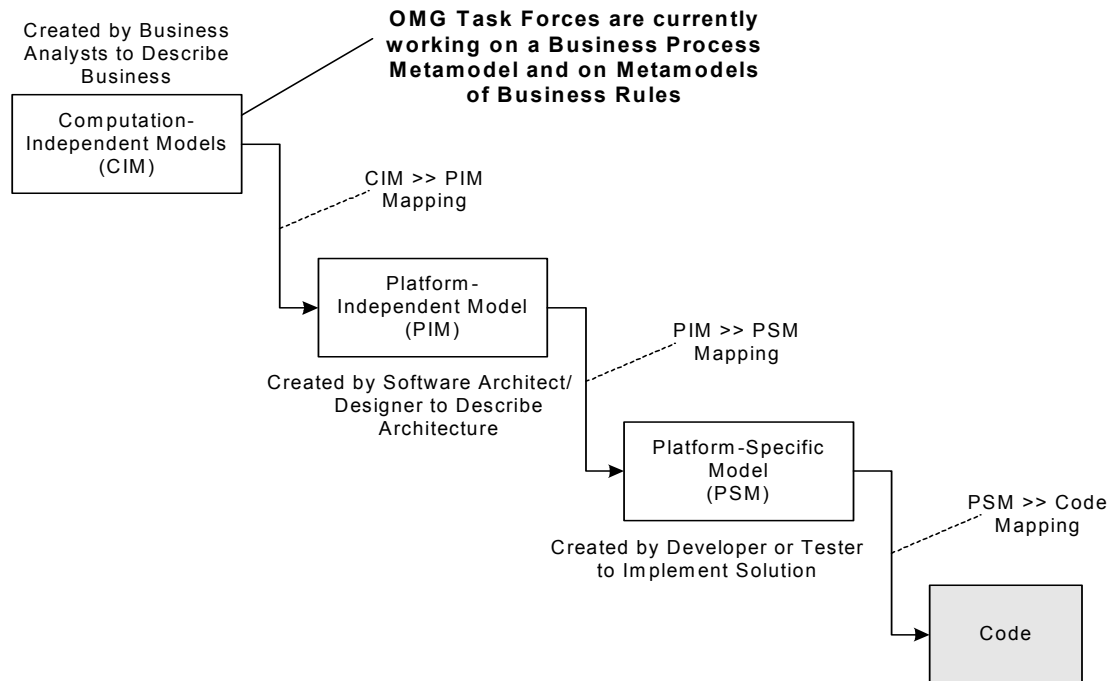 Created by Business
Analysts to Describe
Business
OMG Task Forces are currently
working on a Business Process
Metamodel and on Metamodels
of Business Rules
Computation-
Independent Models
(CIM)
CIM >> PIM
Mapping
Platform-
Independent Model
(PIM)
PIM >> PSM
Mapping
Created by Software Architect/
Designer to Describe
Architecture
Platform-Specific
Model
(PSM)
PSM >> Code
Mapping
Created by Developer or Tester
to Implement Solution
Code